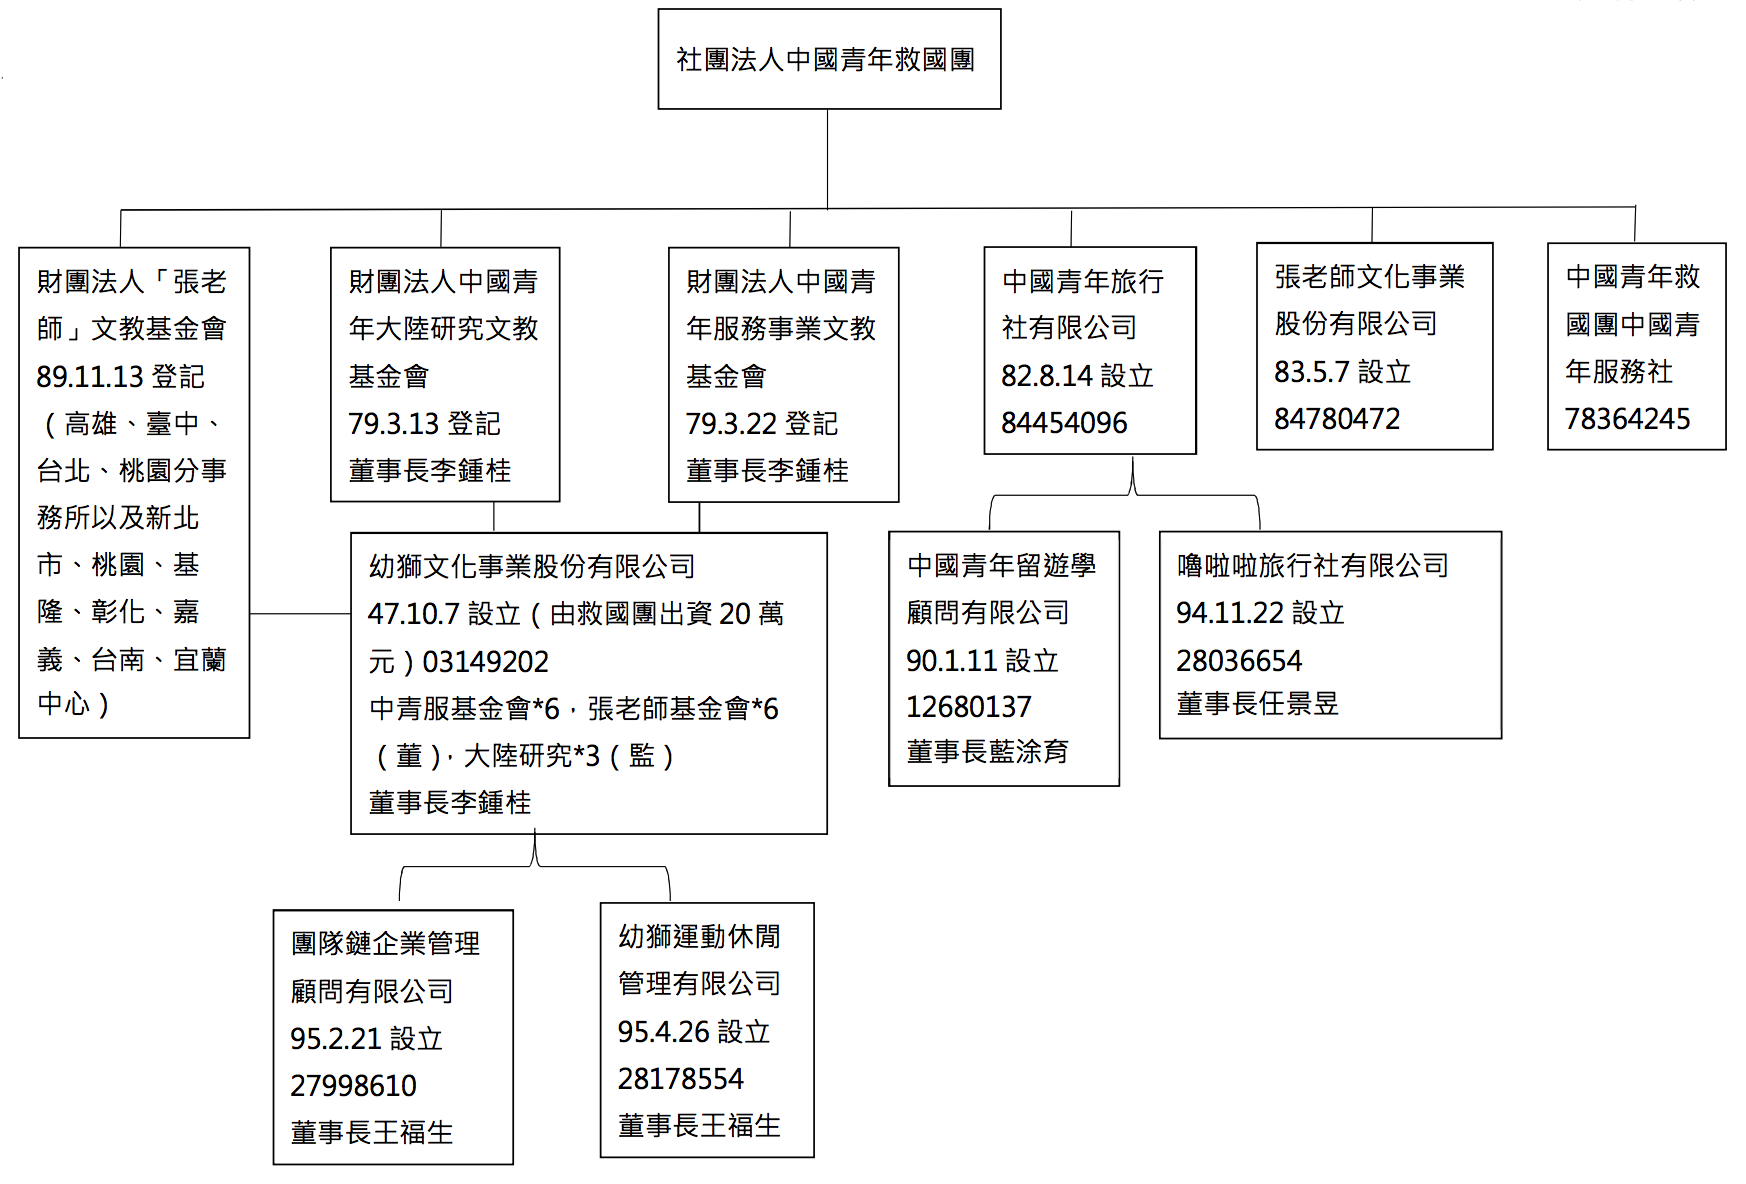 社團法人中國青年救國團
財團法人「張老
師」文教基金會
89.11.13 登記
（高雄、臺中、
台北、桃園分事
務所以及新北
市、桃園、基
隆、彰化、嘉
義、台南、宜蘭
中心）
財團法人中國青
年大陸研究文教
基金會
79.3.13 登記
董事長李鍾桂
財團法人中國青
年服務事業文教
基金會
79.3.22 登記
董事長李鍾桂
中國青年旅行
社有限公司
82.8.14 設立
84454096
張老師文化事業
股份有限公司
83.5.7 設立
84780472
中國青年救
國團中國青
年服務社
78364245
幼獅文化事業股份有限公司
47.10.7 設立（由救國團出資 20 萬
元）03149202
中青服基金會*6，張老師基金會*6
（董），大陸研究*3（監）
董事長李鍾桂
中國青年留遊學
顧問有限公司
90.1.11 設立
12680137
董事長藍涂育
嚕啦啦旅行社有限公司
94.11.22 設立
28036654
董事長任景昱
團隊鏈企業管理
顧問有限公司
95.2.21 設立
27998610
董事長王福生
幼獅運動休閒
管理有限公司
95.4.26 設立
28178554
董事長王福生